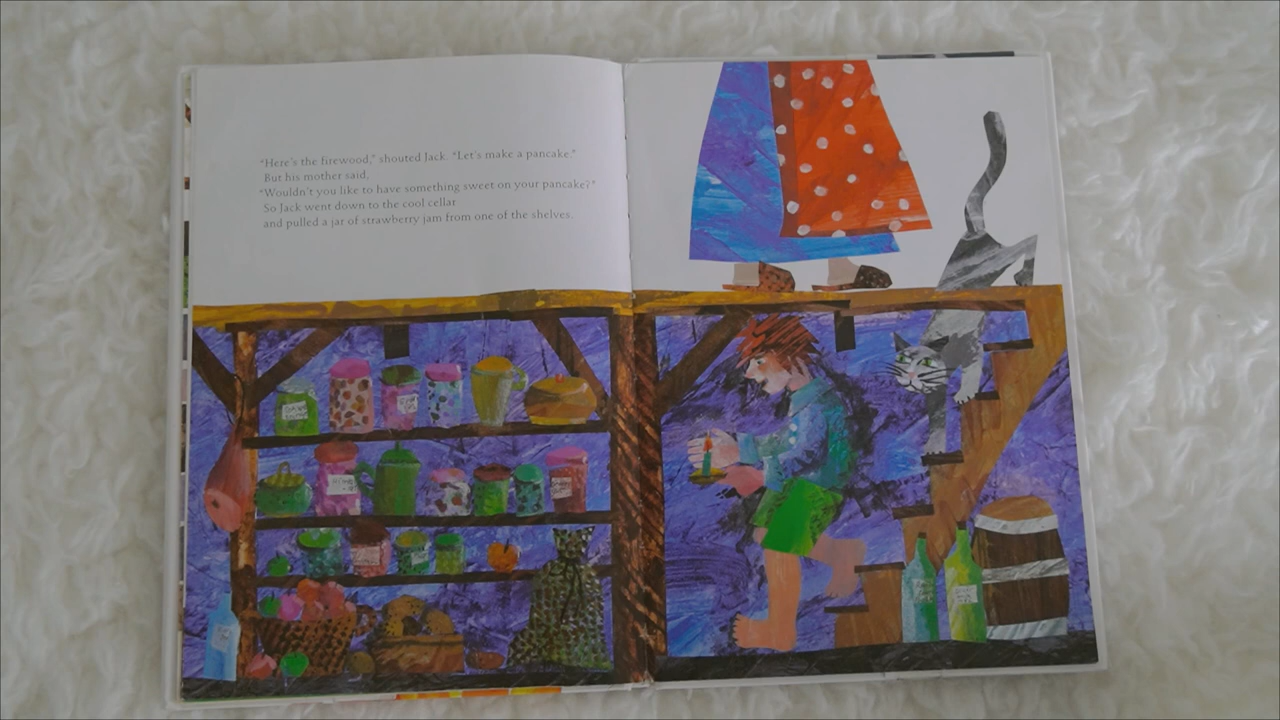 “Here’s the firewood,” shouted Jack. “Let’s make a pancake.”
But his mother said,
“Wouldn’t you like to have something sweet on your pancake?”
So Jack went down to the cool cellar
and pulled a jar of strawberry jam from one of the shelves.